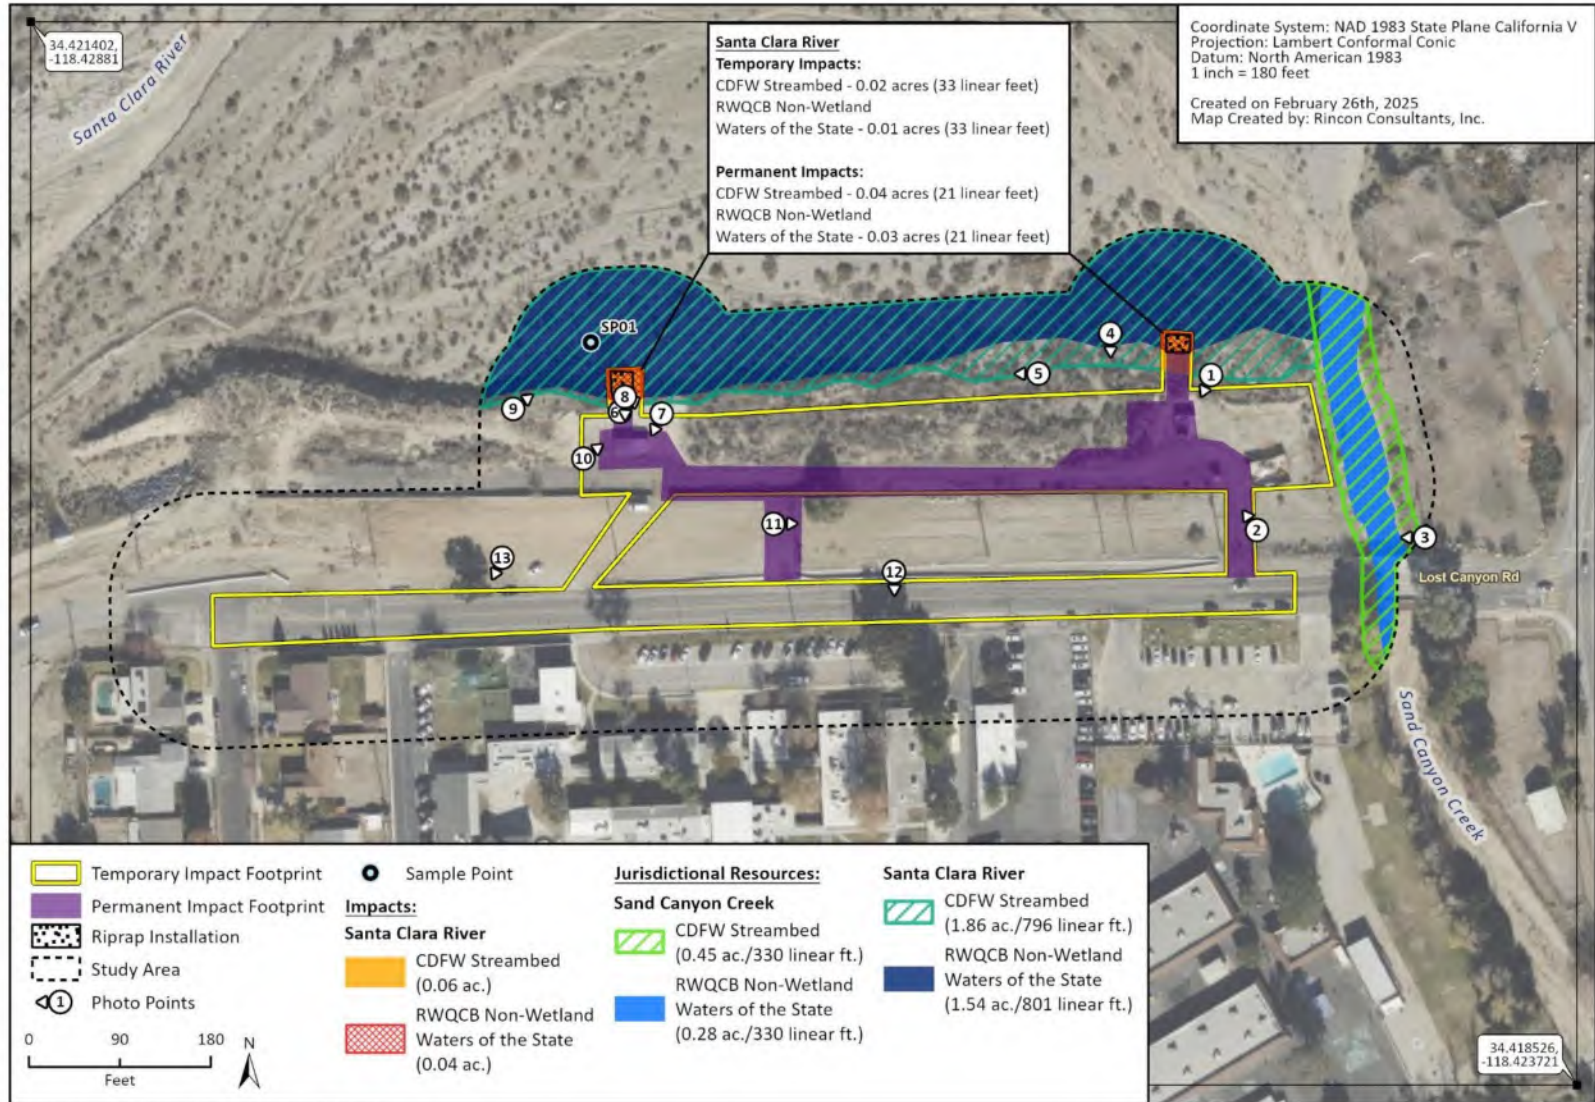 34.421402,
-118.42881
Santa Clara River
Santa Clara River
Temporary Impacts:
CDFW Streambed - 0.02 acres (33 linear feet)
RWQCB Non-Wetland
Waters of the State - 0.01 acres (33 linear feet)
Permanent Impacts:
CDFW Streambed - 0.04 acres (21 linear feet)
RWQCB Non-Wetland
Waters of the State - 0.03 acres (21 linear feet)
Coordinate System: NAD 1983 State Plane California V
Projection: Lambert Conformal Conic
Datum: North American 1983
1 inch = 180 feet
Created on February 26th, 2025
Map Created by: Rincon Consultants, Inc.
SP01
4
5
1
9
8
6
7
10
11
2
3
13
12
Lost Canyon Rd
Sand Canyon Creek
Temporary Impact Footprint
Permanent Impact Footprint
Riprap Installation
Study Area
1 Photo Points
0 90 180
Feet
N
Sample Point
Impacts:
Santa Clara River
CDFW Streambed
(0.06 ac.)
RWQCB Non-Wetland
Waters of the State
(0.04 ac.)
Jurisdictional Resources:
Sand Canyon Creek
CDFW Streambed
(0.45 ac./330 linear ft.)
RWQCB Non-Wetland
Waters of the State
(0.28 ac./330 linear ft.)
Santa Clara River
CDFW Streambed
(1.86 ac./796 linear ft.)
RWQCB Non-Wetland
Waters of the State
(1.54 ac./801 linear ft.)
34.418526,
-118.423721